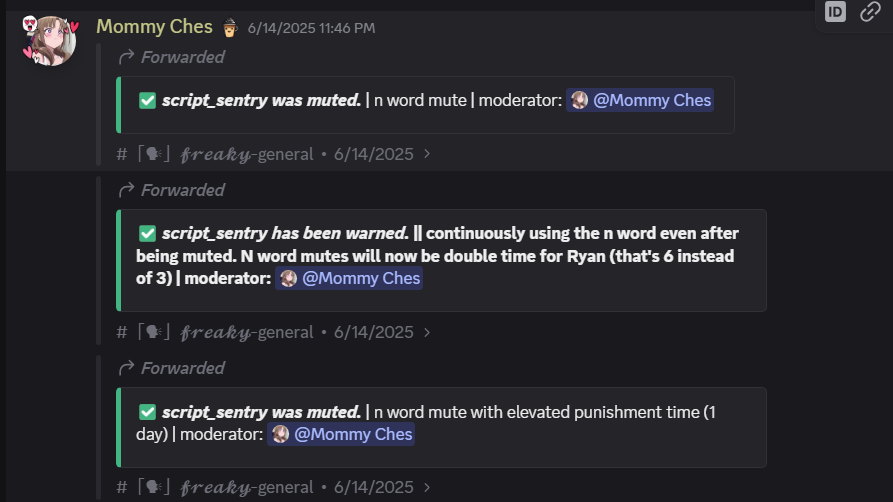 ID
Mommy Ches 6/14/2025 11:46 PM
Forwarded
script_sentry was muted. | n word mute | moderator: @Mommy Ches
# ⌈🗣⌋ 𝓯𝓻𝓮𝓪𝓴𝔂-general • 6/14/2025 >
Forwarded
script_sentry has been warned. || continuously using the n word even after
being muted. N word mutes will now be double time for Ryan (that's 6 instead
of 3) | moderator: @Mommy Ches
# ⌈🗣⌋ 𝓯𝓻𝓮𝓪𝓴𝔂-general • 6/14/2025 >
Forwarded
script_sentry was muted. | n word mute with elevated punishment time (1
day) | moderator: @Mommy Ches
# ⌈🗣⌋ 𝓯𝓻𝓮𝓪𝓴𝔂-general • 6/14/2025 >